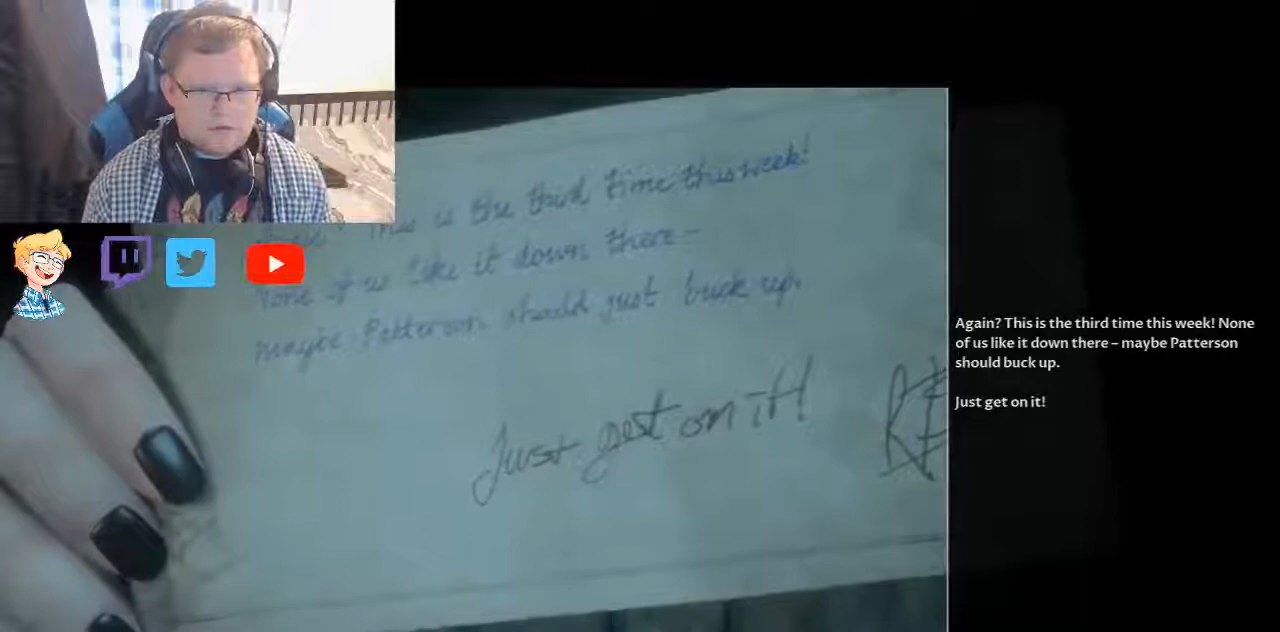 This is the third time this week!
None of us like it down there –
maybe Patterson should just buck up.
Just get on it!
Again? This is the third time this week! None
of us like it down there – maybe Patterson
should buck up.
Just get on it!